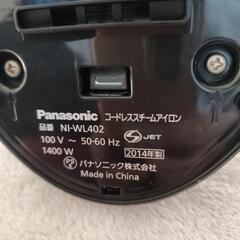 Panasonic コードレススチームアイロン
品番 NI-WL402
100 V ～ 50-60 Hz
1400 W
S JET
2014年製
パナソニック株式会社
Made in China